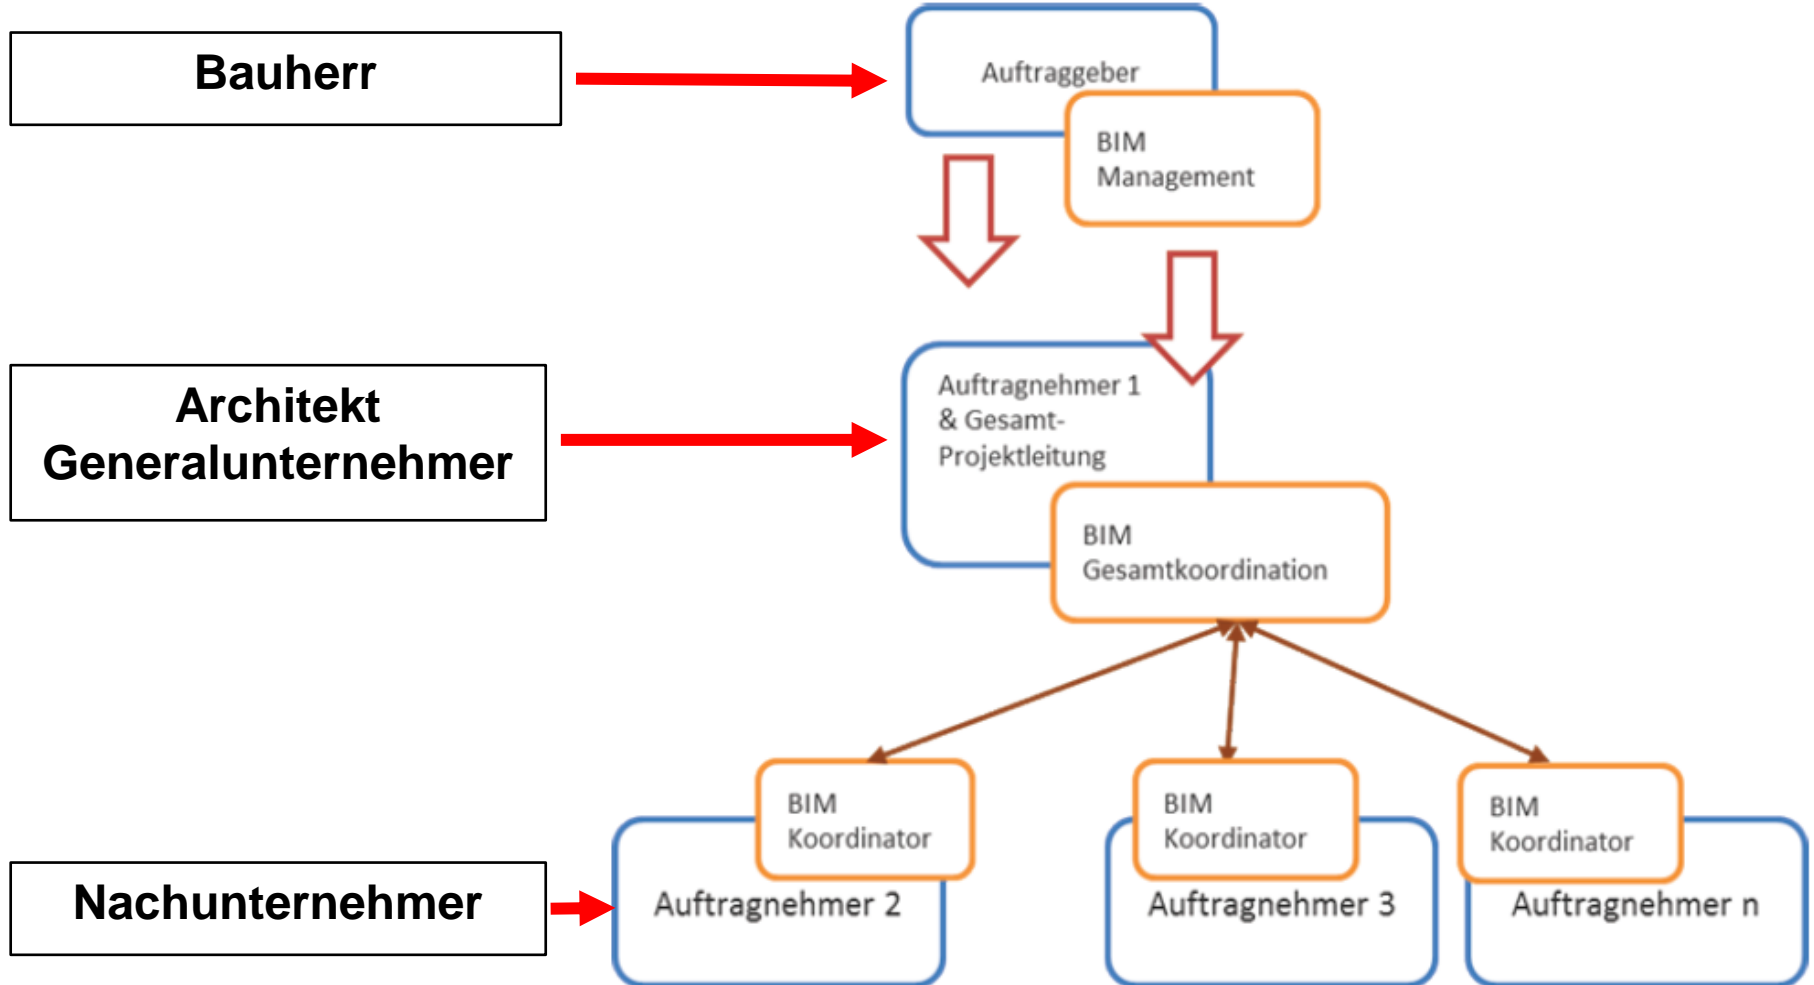 Bauherr
Auftraggeber
BIM
Management
Architekt
Generalunternehmer
Auftragnehmer 1
& Gesamt-
Projektleitung
BIM
Gesamtkoordination
Nachunternehmer
BIM
Koordinator
Auftragnehmer 2
BIM
Koordinator
Auftragnehmer 3
BIM
Koordinator
Auftragnehmer n